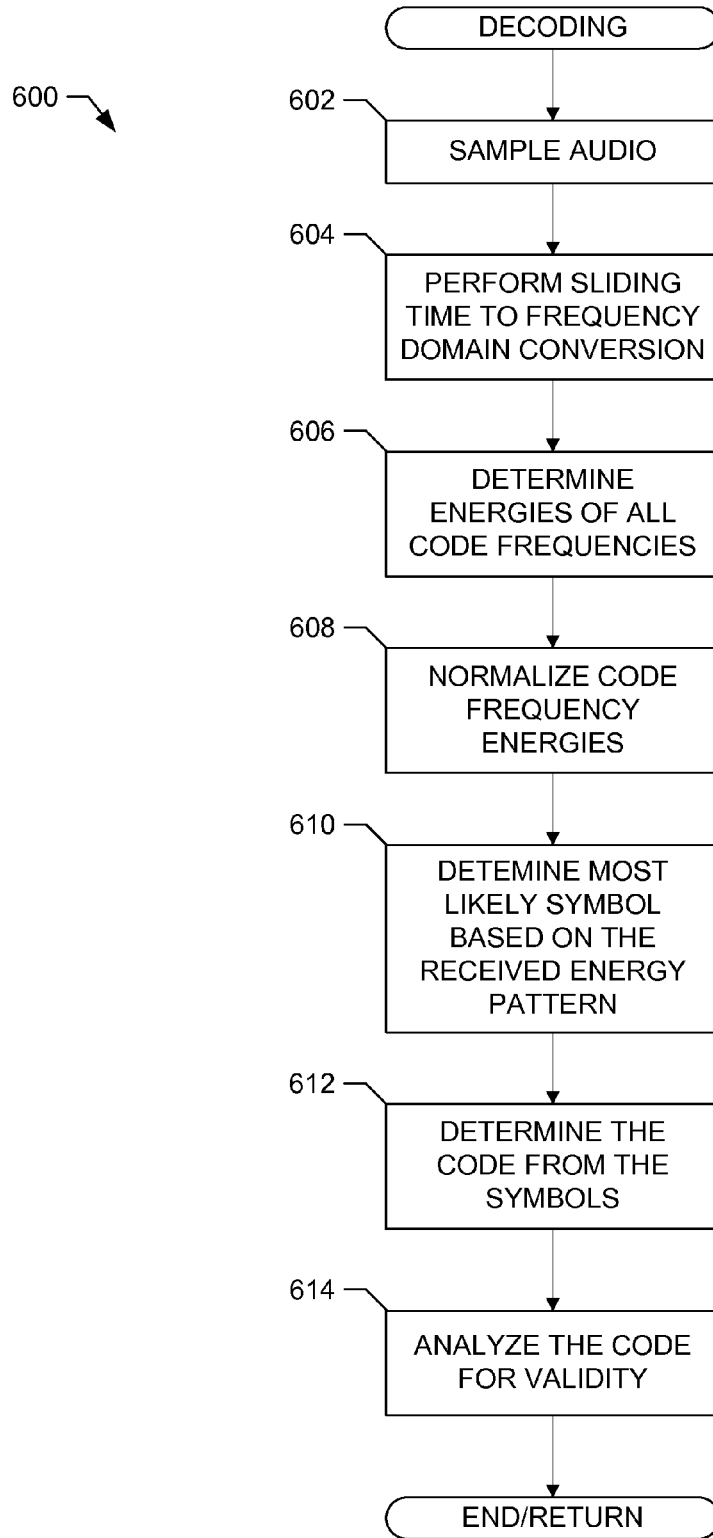 DECODING
600
602
SAMPLE AUDIO
604
PERFORM SLIDING
TIME TO FREQUENCY
DOMAIN CONVERSION
606
DETERMINE
ENERGIES OF ALL
CODE FREQUENCIES
608
NORMALIZE CODE
FREQUENCY
ENERGIES
610
DETEMINE MOST
LIKELY SYMBOL
BASED ON THE
RECEIVED ENERGY
PATTERN
612
DETERMINE THE
CODE FROM THE
SYMBOLS
614
ANALYZE THE CODE
FOR VALIDITY
END/RETURN